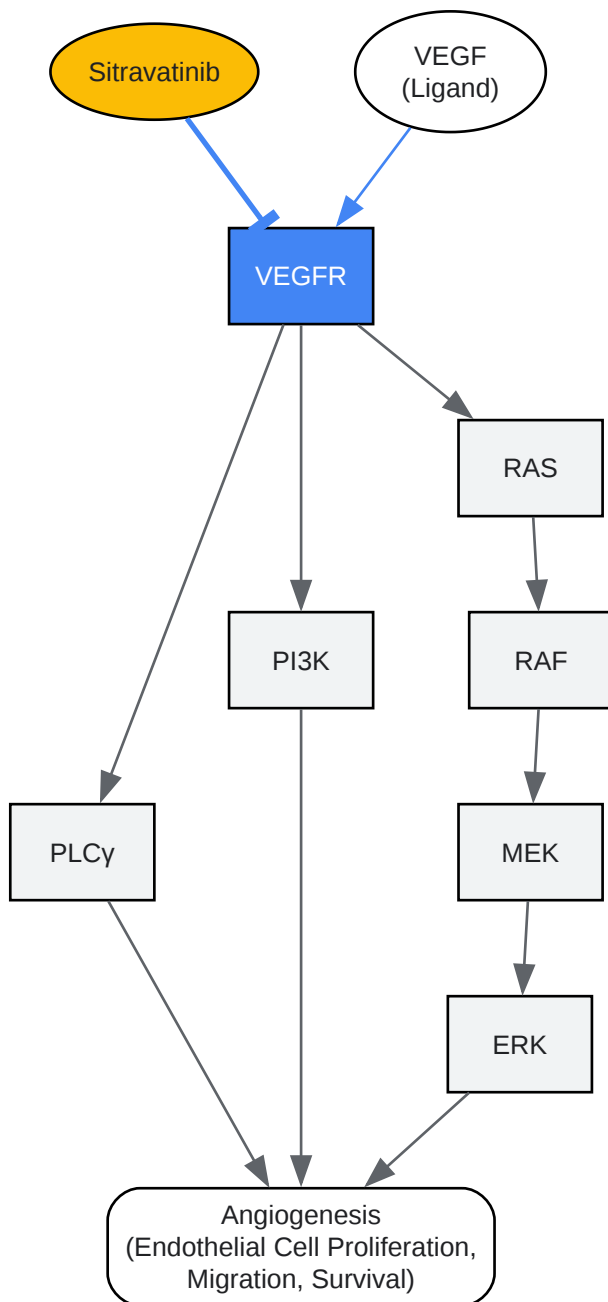 Sitravatinib
VEGF
(Ligand)
VEGFR
RAS
PI3K
RAF
PLCγ
MEK
ERK
Angiogenesis
(Endothelial Cell Proliferation,
Migration, Survival)